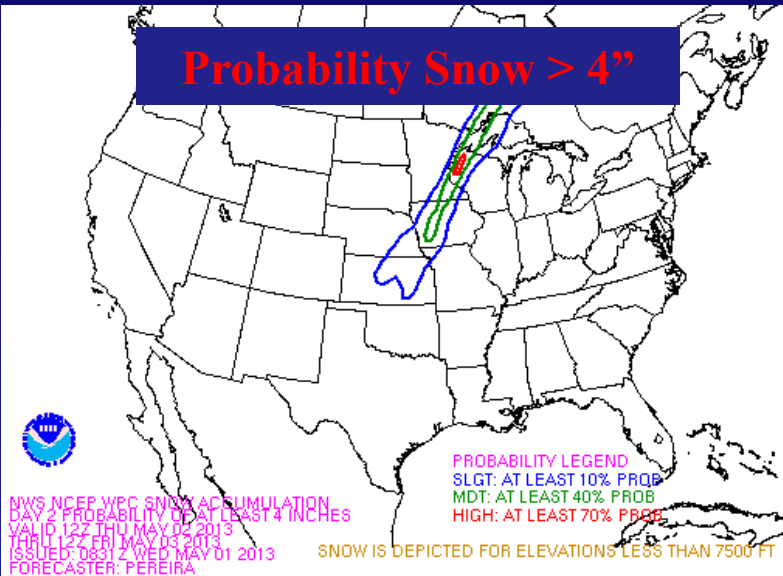 Probability Snow > 4”
PROBABILITY LEGEND
SLGT: AT LEAST 10% PROB
MDT: AT LEAST 40% PROB
HIGH: AT LEAST 70% PROB
NWS NCEP WPC SNOW ACCUMULATION
DAY 2 PROBABILITY OF AT LEAST 4 INCHES
VALID 12Z THU MAY 02 2013
THRU 12Z FRI MAY 03 2013
ISSUED: 0831Z WED MAY 01 2013
FORECASTER: PEREIRA
SNOW IS DEPICTED FOR ELEVATIONS LESS THAN 7500 FT